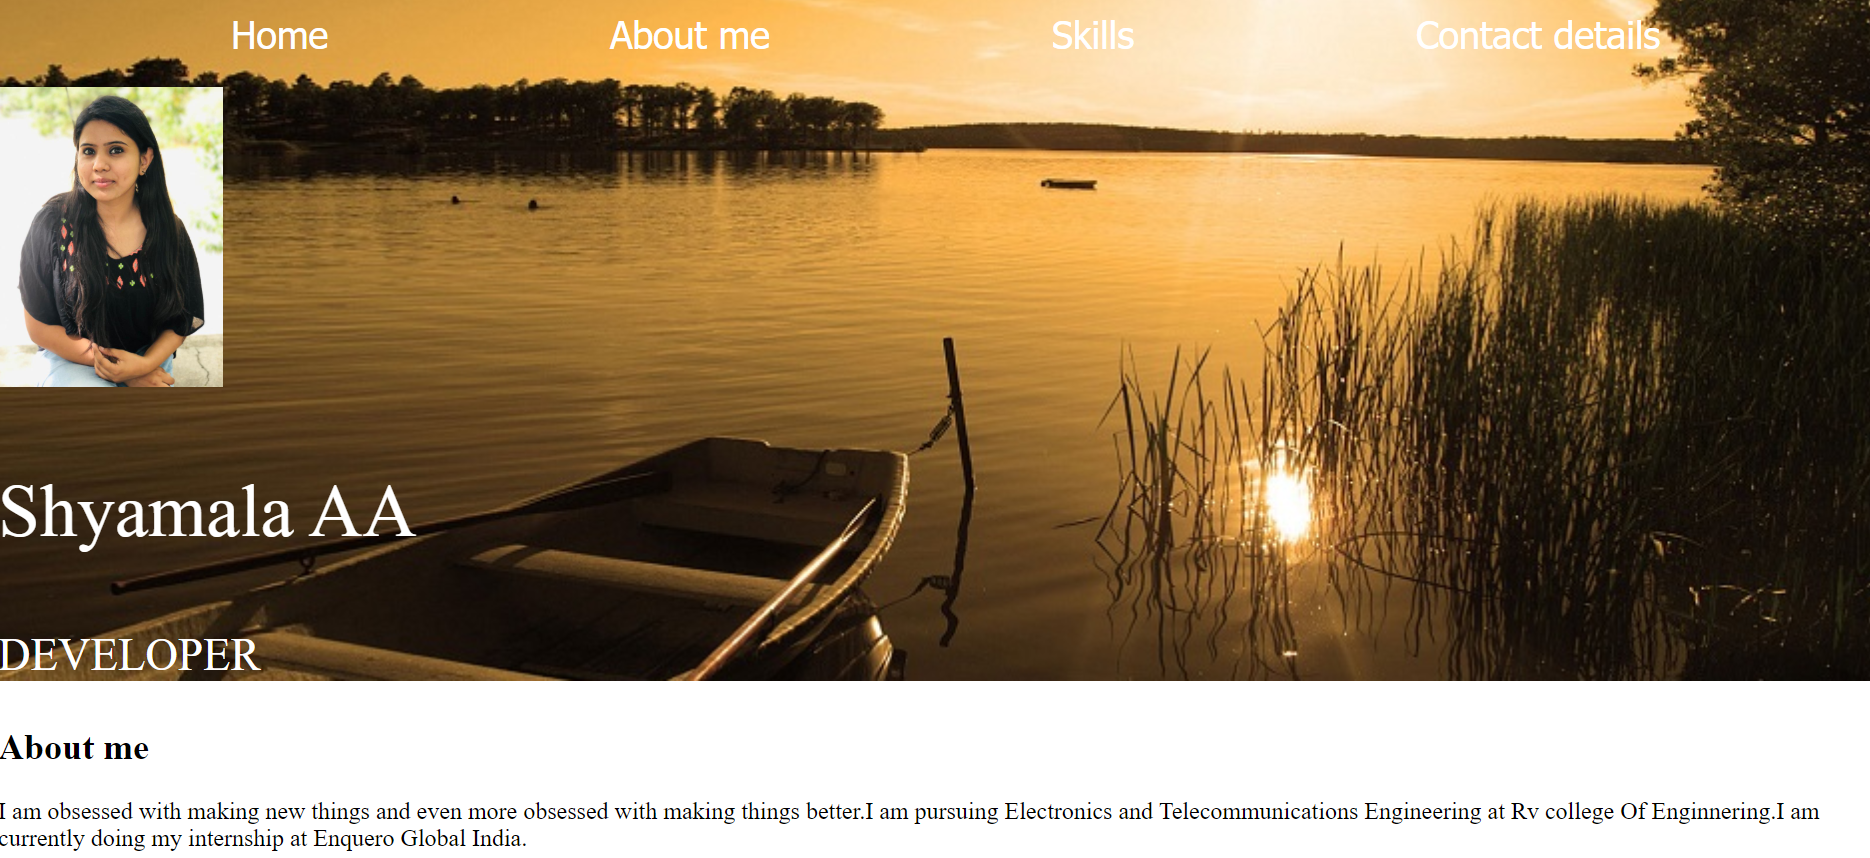 Home About me Skills Contact details
Shyamala AA
DEVELOPER
About me
I am obsessed with making new things and even more obsessed with making things better.I am pursuing Electronics and Telecommunications Engineering at Rv college Of Enginnering.I am
currently doing my internship at Enquero Global India.